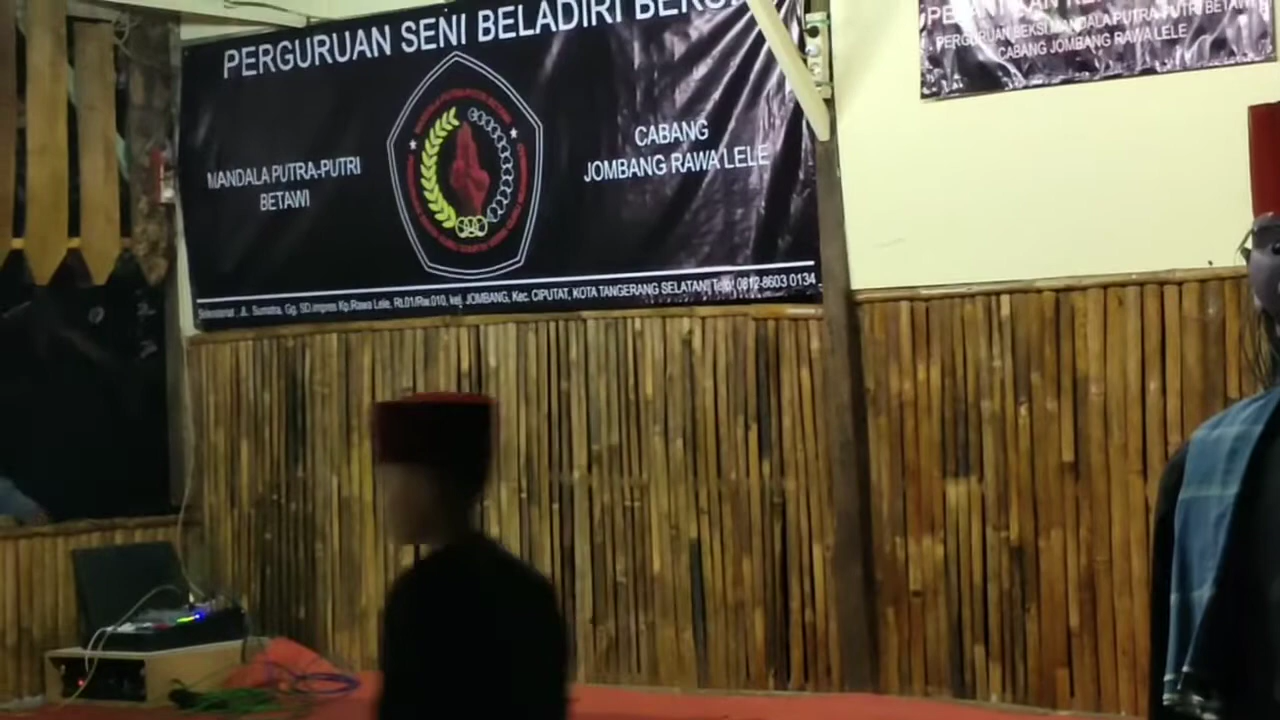 PERGURUAN SENI BELADIRI
MANDALA PUTRA-PUTRI
BETAWI
CABANG
JOMBANG RAWA LELE
Sekretariat : JL. Sumatra, Gg. SD.impres Kp.Rawa Lele, Rt.01/Rw.010, kel. JOMBANG, Kec. CIPUTAT, KOTA TANGERANG SELATAN Telp: 0812-8603 0134
PERGURUAN BEKSI MANDALA PUTRA-PUTRI BETAWI
CABANG JOMBANG RAWA LELE